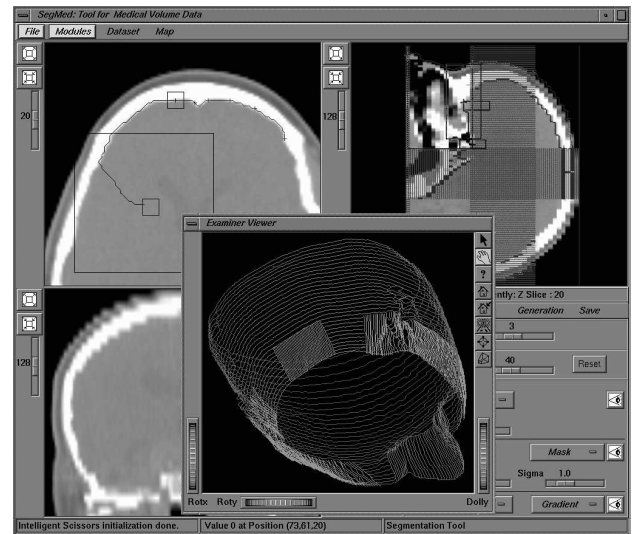 SegMed: Tool for Medical Volume Data
File Modules Dataset Map
20
128
Examiner Viewer
?
ently: Z Slice : 20
Generation Save
3
128
40
Reset
Mask
Sigma 1.0
Rotx Roty Dolly
Gradient
Intelligent Scissors initialization done. Value 0 at Position (73,61,20) Segmentation Tool